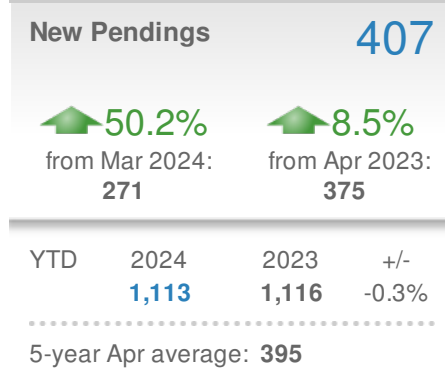 New Pendings 407
50.2% 8.5%
from Mar 2024: from Apr 2023:
271 375
YTD 2024 2023 +/-
1,113 1,116 -0.3%
5-year Apr average: 395